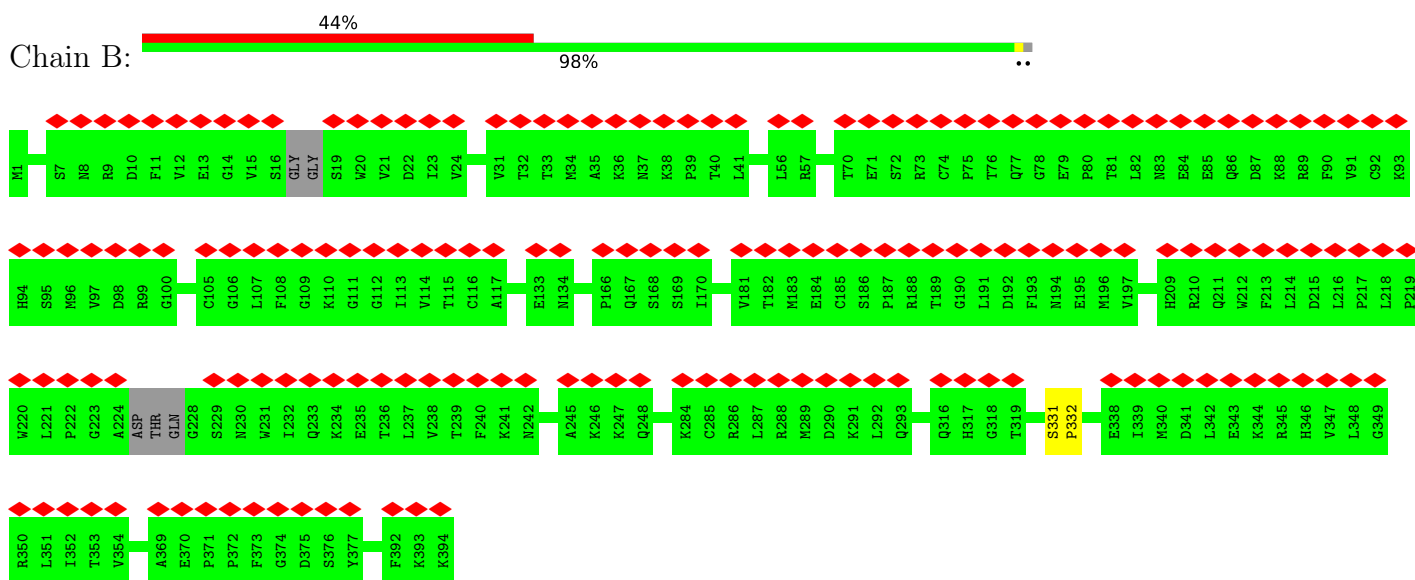 44%
Chain B:
98%
••
M1 S7 N8 R9 D10 F11 V12 E13 G14 V15 S16 GLY GLY S19 W20 V21 D22 I23 V24 V31 T32 T33 M34 A35 K36 N37 K38 P39 T40 L41 L56 R57 T70 E71 S72 R73 C74 P75 T76 Q77 G78 E79 P80 T81 L82 N83 E84 E85 Q86 D87 K88 R89 F90 V91 C92 K93
H94 S95 M96 V97 D98 R99 G100 C105 G106 L107 F108 G109 K110 G111 G112 I113 V114 T115 C116 A117 E133 N134 P166 Q167 S168 S169 I170 V181 T182 M183 E184 C185 S186 P187 R188 T189 G190 L191 D192 F193 N194 E195 M196 V197 H209 R210 Q211 W212 F213 L214 D215 L216 P217 L218 P219
W220 L221 P222 G223 A224 ASP THR GLN G228 S229 N230 W231 I232 Q233 K234 E235 T236 L237 V238 T239 F240 K241 N242 A245 K246 K247 Q248 K284 C285 R286 L287 R288 M289 D290 K291 L292 Q293 Q316 H317 G318 T319 S331 P332 E338 I339 M340 D341 L342 E343 K344 R345 H346 V347 L348 G349
R350 L351 I352 T353 V354 A369 E370 P371 P372 F373 G374 D375 S376 Y377 F392 K393 K394